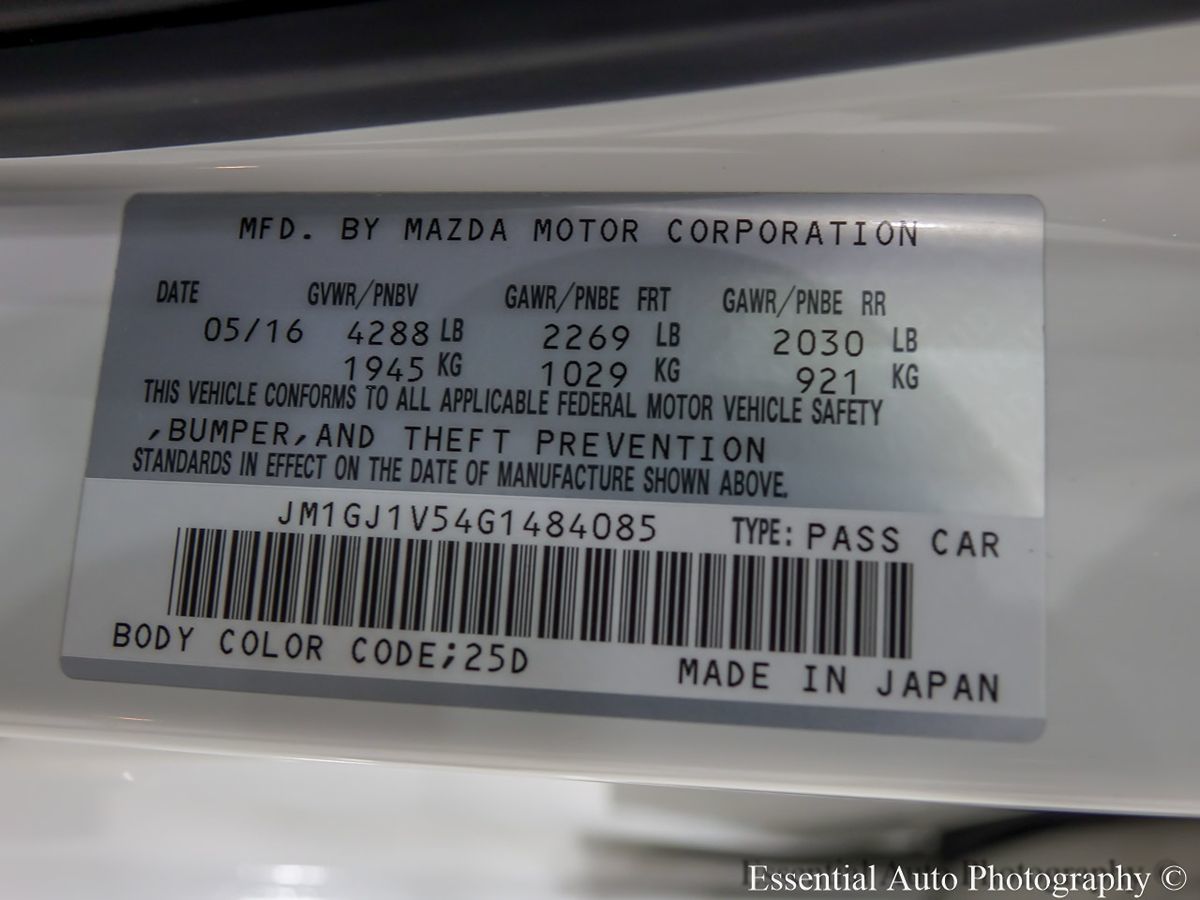 MFD. BY MAZDA MOTOR CORPORATION
DATE GVWR/PNBV GAWR/PNBE FRT GAWR/PNBE RR
05/16 4288 LB 2269 LB 2030 LB
1945 KG 1029 KG 921 KG
THIS VEHICLE CONFORMS TO ALL APPLICABLE FEDERAL MOTOR VEHICLE SAFETY
,BUMPER,AND THEFT PREVENTION
STANDARDS IN EFFECT ON THE DATE OF MANUFACTURE SHOWN ABOVE.
JM1GJ1V54G1484085 TYPE: PASS CAR
BODY COLOR CODE;25D
MADE IN JAPAN
Essential Auto Photography ©